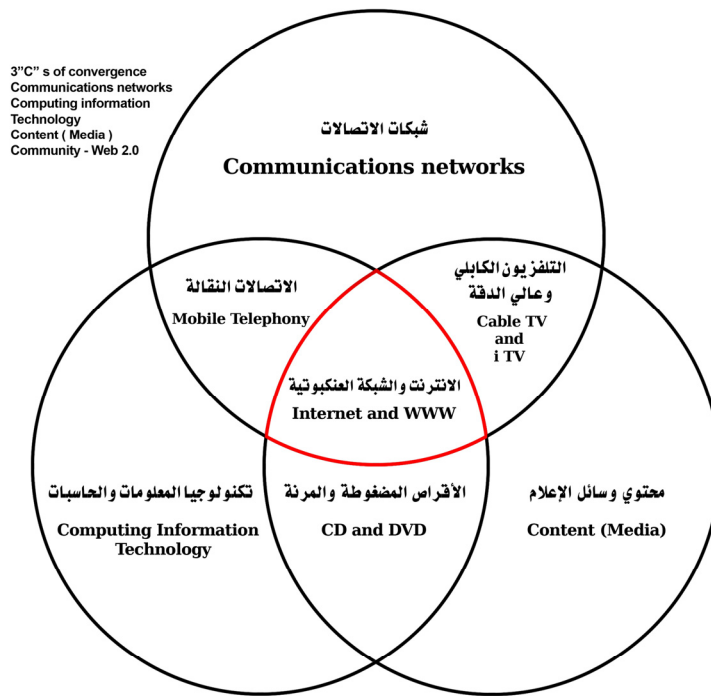 3”C” s of convergence
Communications networks
Computing information
Technology
Content ( Media )
Community - Web 2.0
شبكات الاتصالات
Communications networks
الاتصالات النقالة
Mobile Telephony
التلفزيون الكابلي
وعالي الدقة
Cable TV
and
i TV
الانترنت والشبكة العنكبوتية
Internet and WWW
تكنولوجيا المعلومات والحاسبات
Computing Information
Technology
الأقراص المضغوطة والمرنة
CD and DVD
محتوي وسائل الإعلام
Content (Media)